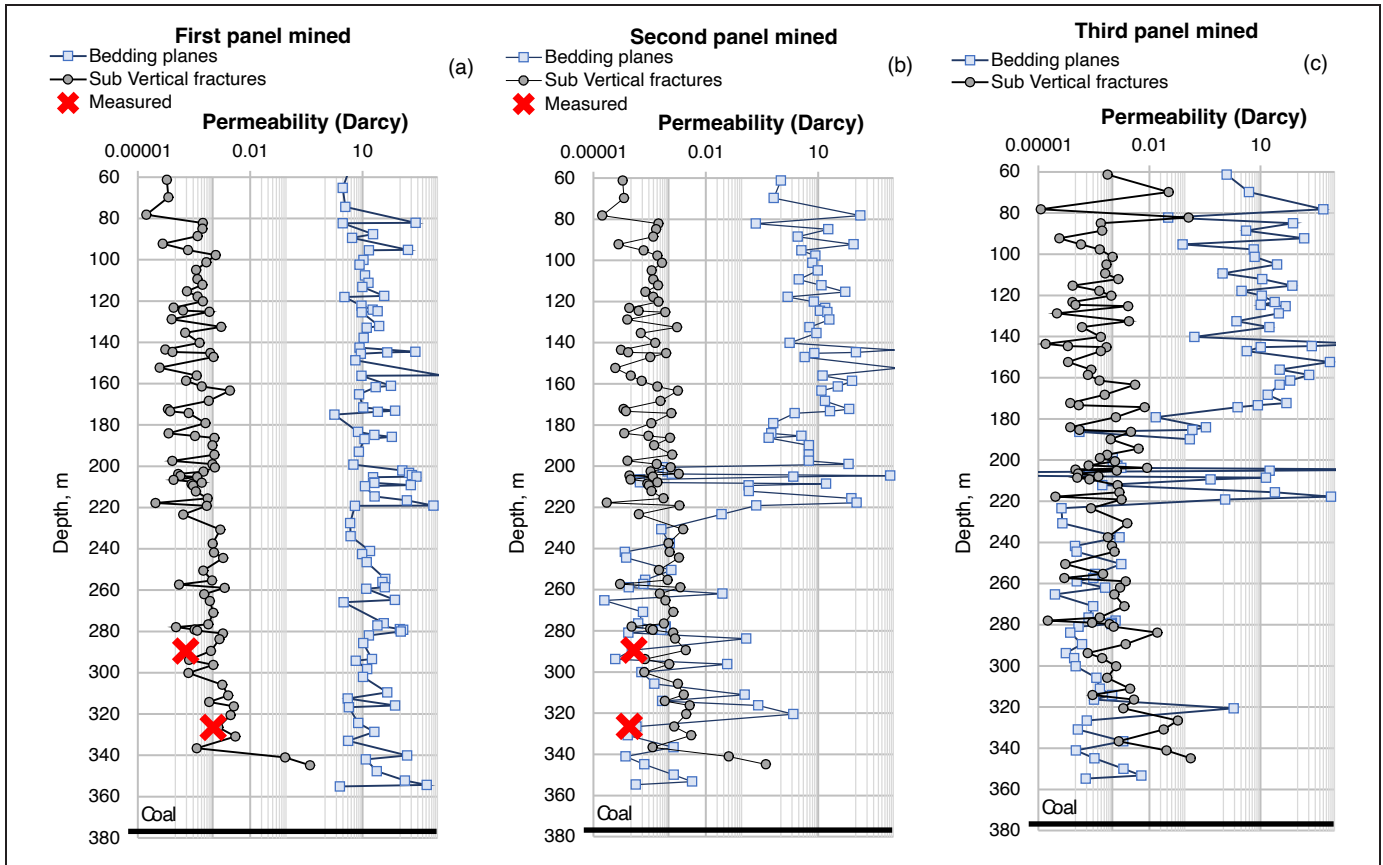 First panel mined
Bedding planes
Sub Vertical fractures
Measured
(a)
Permeability (Darcy)
0.00001 0.01 10
60
80
100
120
140
160
180
200
220
240
260
280
300
320
340
360
380
Depth, m
Coal
Second panel mined
Bedding planes
Sub Vertical fractures
Measured
(b)
Permeability (Darcy)
0.00001 0.01 10
60
80
100
120
140
160
180
200
220
240
260
280
300
320
340
360
380
Depth, m
Coal
Third panel mined
Bedding planes
Sub Vertical fractures
(c)
Permeability (Darcy)
0.00001 0.01 10
60
80
100
120
140
160
180
200
220
240
260
280
300
320
340
360
380
Depth, m
Coal